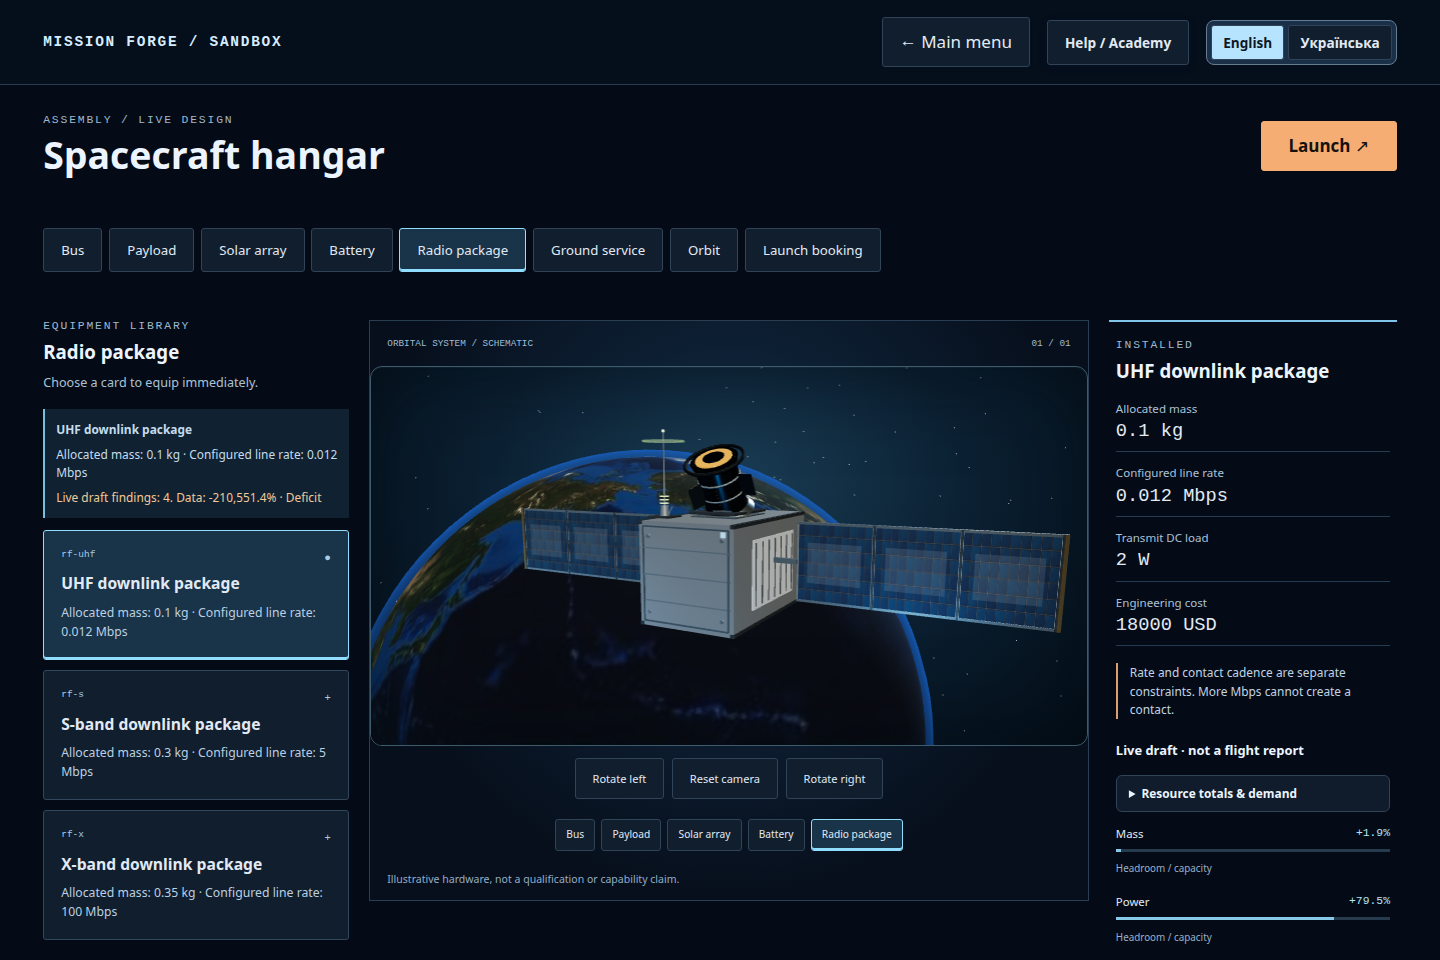 MISSION FORGE / SANDBOX
← Main menu
Help / Academy
English
Українська
ASSEMBLY / LIVE DESIGN
Spacecraft hangar
Launch ↗
Bus
Payload
Solar array
Battery
Radio package
Ground service
Orbit
Launch booking
EQUIPMENT LIBRARY
Radio package
Choose a card to equip immediately.
UHF downlink package
Allocated mass: 0.1 kg · Configured line rate: 0.012
Mbps
Live draft findings: 4. Data: -210,551.4% · Deficit
rf-uhf
UHF downlink package
Allocated mass: 0.1 kg · Configured line rate:
0.012 Mbps
rf-s
+
S-band downlink package
Allocated mass: 0.3 kg · Configured line rate: 5
Mbps
rf-x
+
X-band downlink package
Allocated mass: 0.35 kg · Configured line rate:
100 Mbps
ORBITAL SYSTEM / SCHEMATIC
01 / 01
Rotate left
Reset camera
Rotate right
Bus
Payload
Solar array
Battery
Radio package
Illustrative hardware, not a qualification or capability claim.
INSTALLED
UHF downlink package
Allocated mass
0.1 kg
Configured line rate
0.012 Mbps
Transmit DC load
2 W
Engineering cost
18000 USD
Rate and contact cadence are separate
constraints. More Mbps cannot create a
contact.
Live draft · not a flight report
▶ Resource totals & demand
Mass
+1.9%
Headroom / capacity
Power
+79.5%
Headroom / capacity